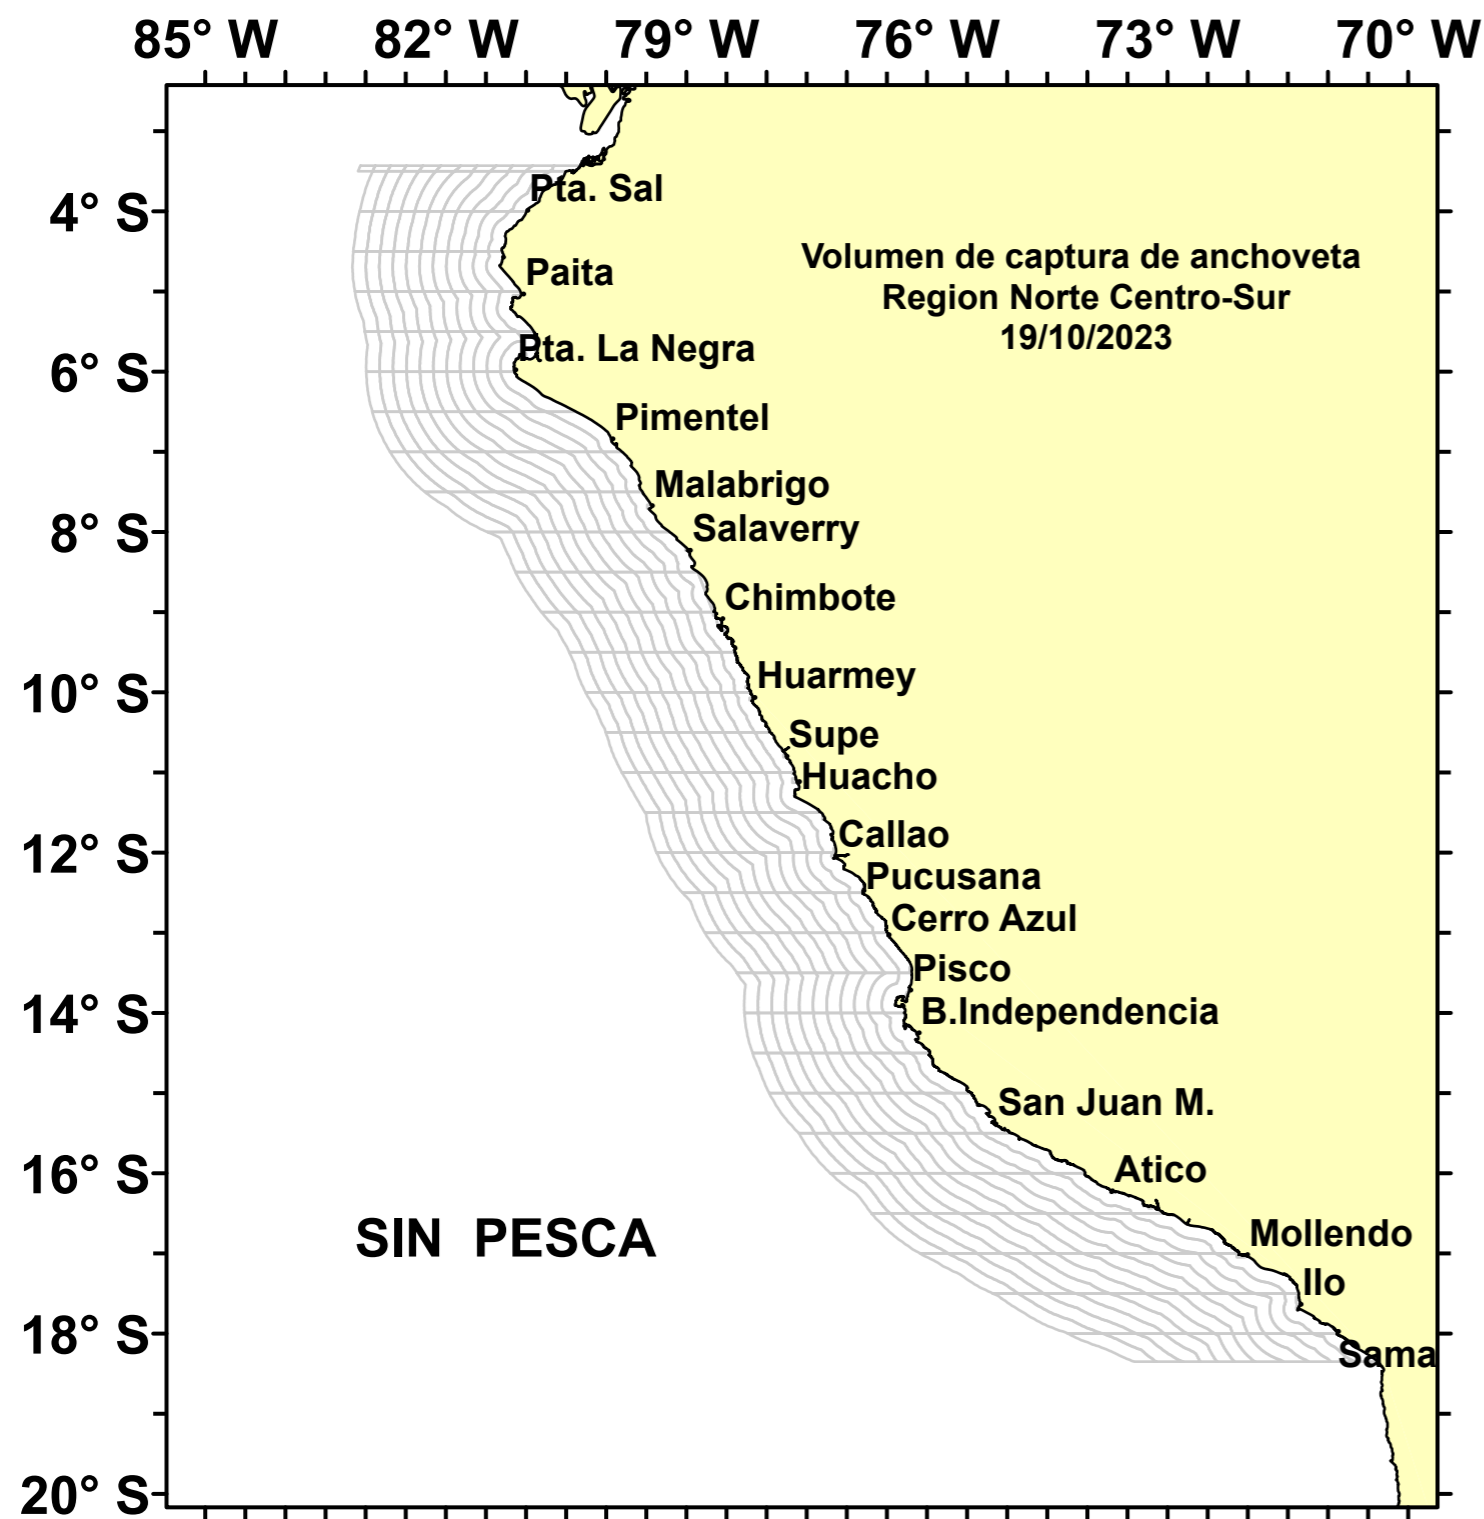 85° W 82° W 79° W 76° W 73° W 70° W
Pta. Sal
4° S
Volumen de captura de anchoveta
Region Norte Centro-Sur
19/10/2023
Paita
Pta. La Negra
6° S
Pimentel
Malabrigo
8° S
Salaverry
Chimbote
Huarmey
10° S
Supe
Huacho
Callao
12° S
Pucusana
Cerro Azul
Pisco
B.Independencia
14° S
San Juan M.
Atico
16° S
Mollendo
SIN PESCA
Ilo
18° S
Sama
20° S